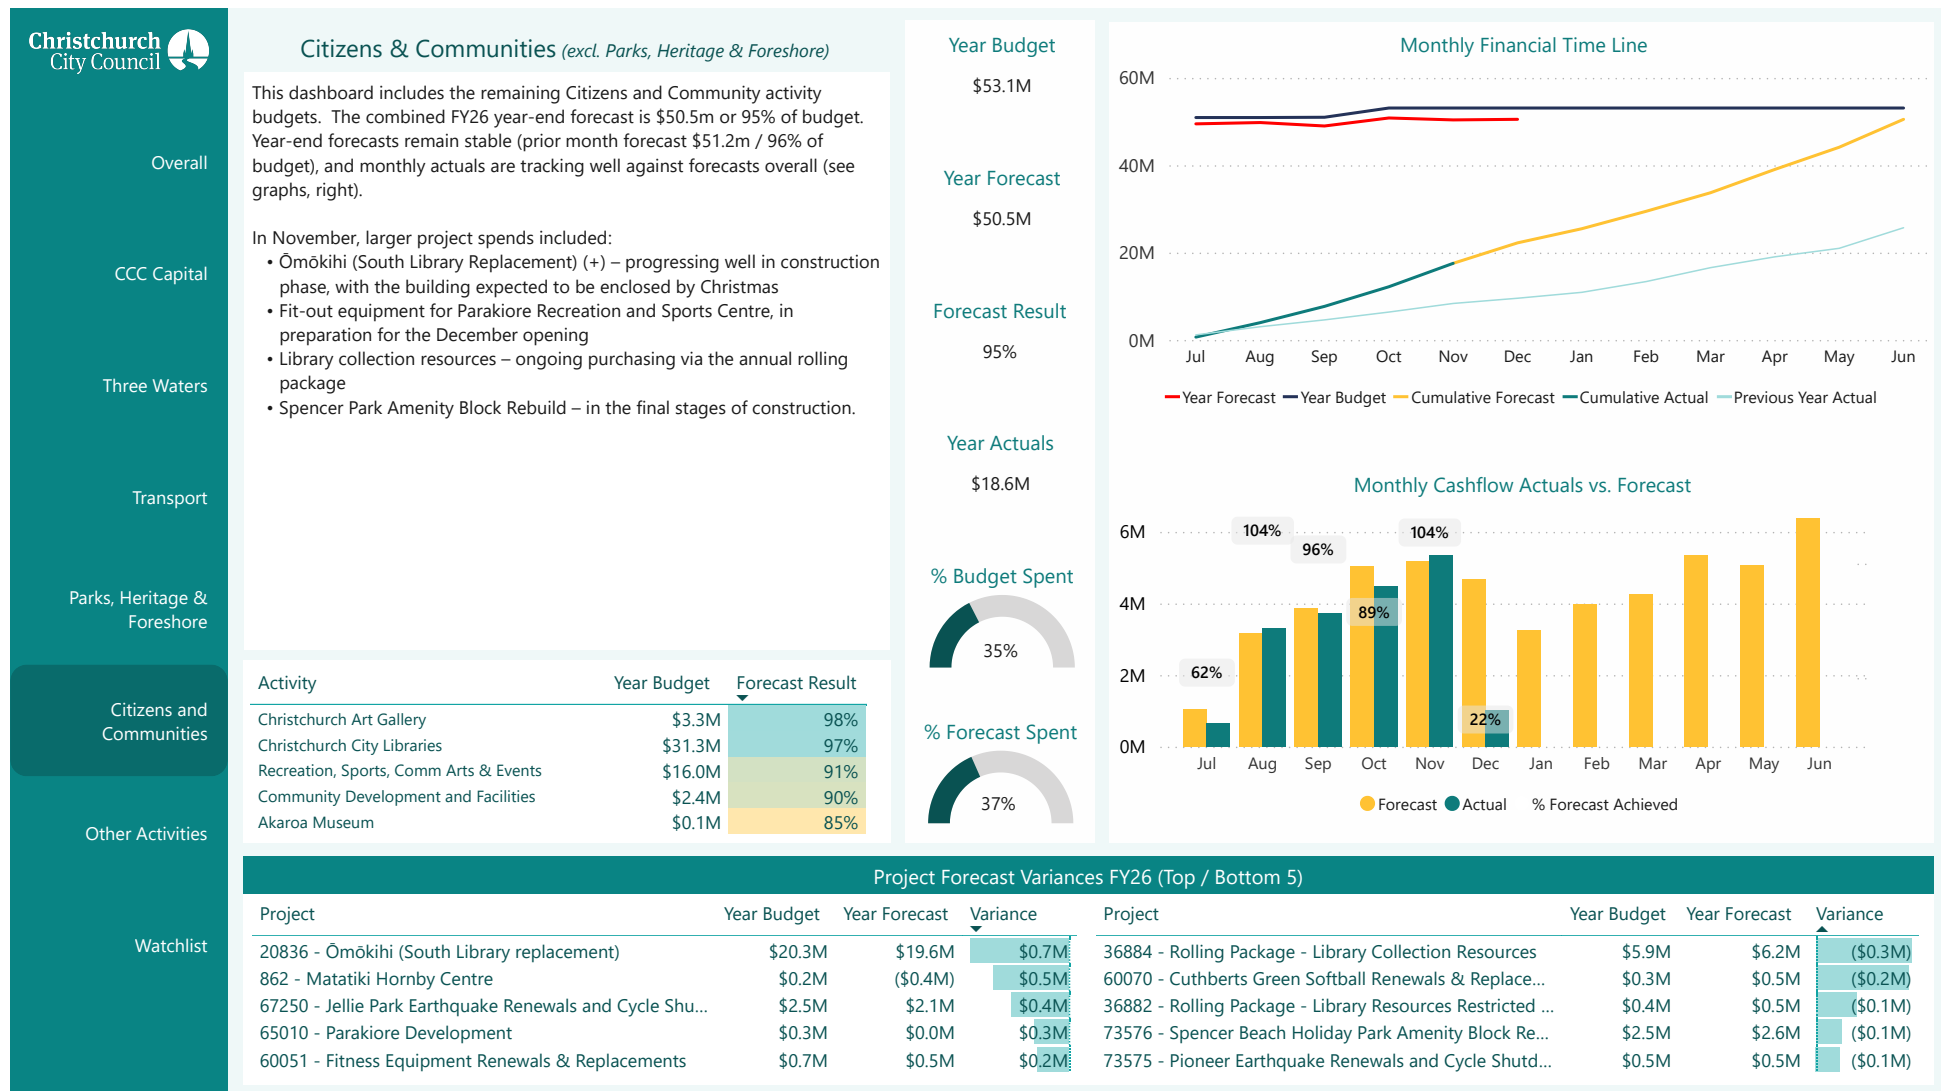 Christchurch
City Council
Overall
CCC Capital
Three Waters
Transport
Parks, Heritage &
Foreshore
Citizens and
Communities
Other Activities
Watchlist
Citizens & Communities (excl. Parks, Heritage & Foreshore)
This dashboard includes the remaining Citizens and Community activity
budgets. The combined FY26 year-end forecast is $50.5m or 95% of budget.
Year-end forecasts remain stable (prior month forecast $51.2m / 96% of
budget), and monthly actuals are tracking well against forecasts overall (see
graphs, right).
In November, larger project spends included:
• Ōmōkihi (South Library Replacement) (+) – progressing well in construction
phase, with the building expected to be enclosed by Christmas
• Fit-out equipment for Parakiore Recreation and Sports Centre, in
preparation for the December opening
• Library collection resources – ongoing purchasing via the annual rolling
package
• Spencer Park Amenity Block Rebuild – in the final stages of construction.
Activity Year Budget Forecast Result
Christchurch Art Gallery $3.3M 98%
Christchurch City Libraries $31.3M 97%
Recreation, Sports, Comm Arts & Events $16.0M 91%
Community Development and Facilities $2.4M 90%
Akaroa Museum $0.1M 85%
Year Budget
$53.1M
Year Forecast
$50.5M
Forecast Result
95%
Year Actuals
$18.6M
% Budget Spent
35%
% Forecast Spent
37%
Monthly Financial Time Line
60M
40M
20M
0M
Jul Aug Sep Oct Nov Dec Jan Feb Mar Apr May Jun
Year Forecast Year Budget Cumulative Forecast Cumulative Actual Previous Year Actual
Monthly Cashflow Actuals vs. Forecast
6M
4M
2M
0M
62% 104% 96% 89% 104% 22%
Jul Aug Sep Oct Nov Dec Jan Feb Mar Apr May Jun
Forecast Actual % Forecast Achieved
Project Forecast Variances FY26 (Top / Bottom 5)
Project Year Budget Year Forecast Variance
20836 - Ōmōkihi (South Library replacement) $20.3M $19.6M $0.7M
862 - Matatiki Hornby Centre $0.2M ($0.4M) $0.5M
67250 - Jellie Park Earthquake Renewals and Cycle Shu... $2.5M $2.1M $0.4M
65010 - Parakiore Development $0.3M $0.0M $0.3M
60051 - Fitness Equipment Renewals & Replacements $0.7M $0.5M $0.2M
Project Year Budget Year Forecast Variance
36884 - Rolling Package - Library Collection Resources $5.9M $6.2M ($0.3M)
60070 - Cuthberts Green Softball Renewals & Replace... $0.3M $0.5M ($0.2M)
36882 - Rolling Package - Library Resources Restricted ... $0.4M $0.5M ($0.1M)
73576 - Spencer Beach Holiday Park Amenity Block Re... $2.5M $2.6M ($0.1M)
73575 - Pioneer Earthquake Renewals and Cycle Shutd... $0.5M $0.5M ($0.1M)